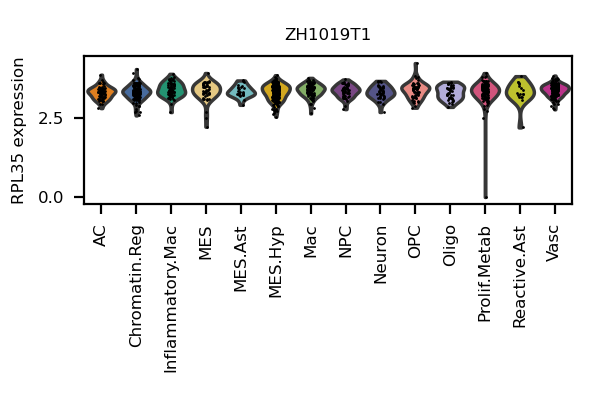 ZH1019T1
RPL35 expression
2.5
0.0
AC
Chromatin.Reg
Inflammatory.Mac
MES
MES.Ast
MES.Hyp
Mac
NPC
Neuron
OPC
Oligo
Prolif.Metab
Reactive.Ast
Vasc